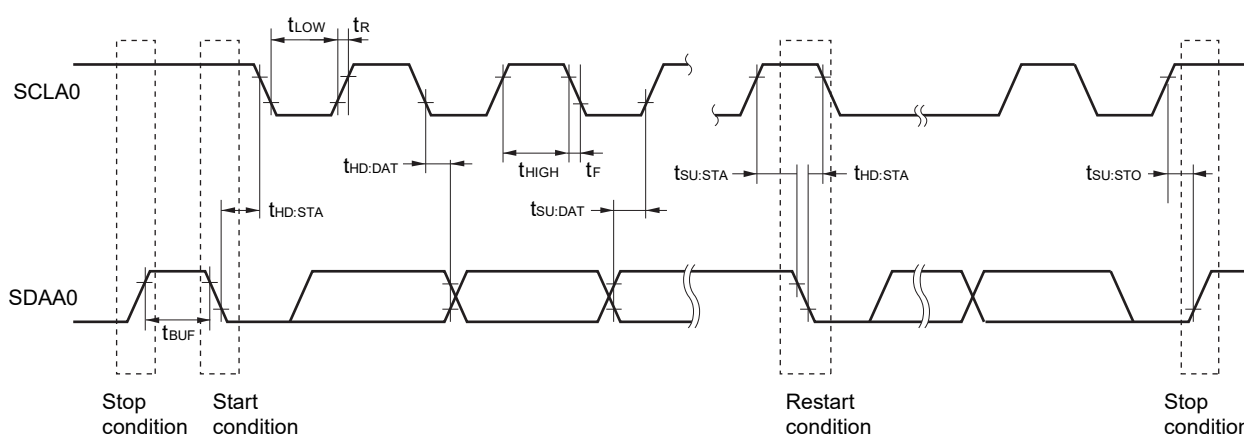 tLOW
tR
SCLA0
tHD:DAT
tHIGH
tF
tSU:STA
tHD:STA
tSU:STO
tHD:STA
tSU:DAT
SDAA0
tBUF
Stop
condition
Start
condition
Restart
condition
Stop
condition